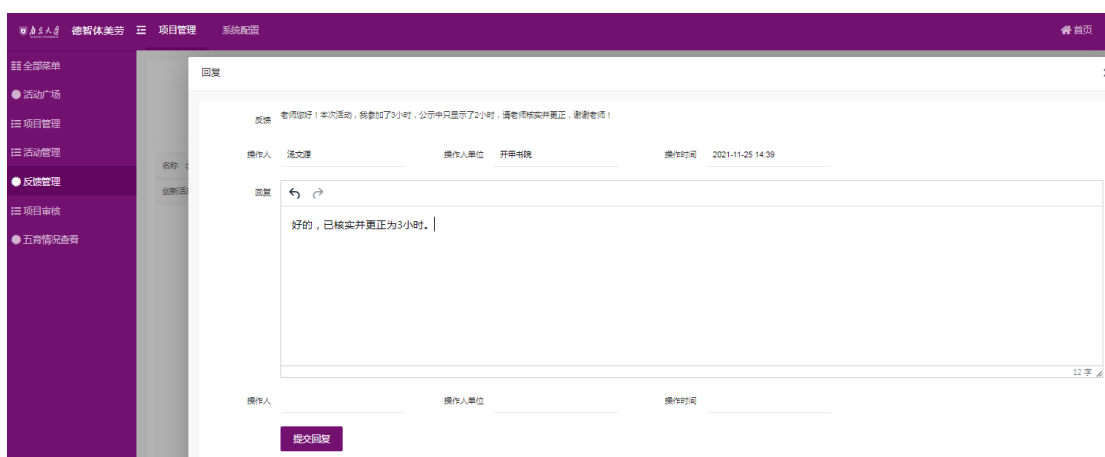 南京大学 德智体美劳 项目管理 系统配置 首页
全部菜单
活动广场
项目管理
活动管理
反馈管理
项目审核
五育情况查看
名称
创新活
回复
反馈 老师您好！本次活动，我参加了3小时，公示中只显示了2小时，请老师核实并更正，谢谢老师！
操作人 汤文源 操作人单位 开甲书院 操作时间 2021-11-25 14:39
回复
好的，已核实并更正为3小时。
12 字
操作人 操作人单位 操作时间
提交回复